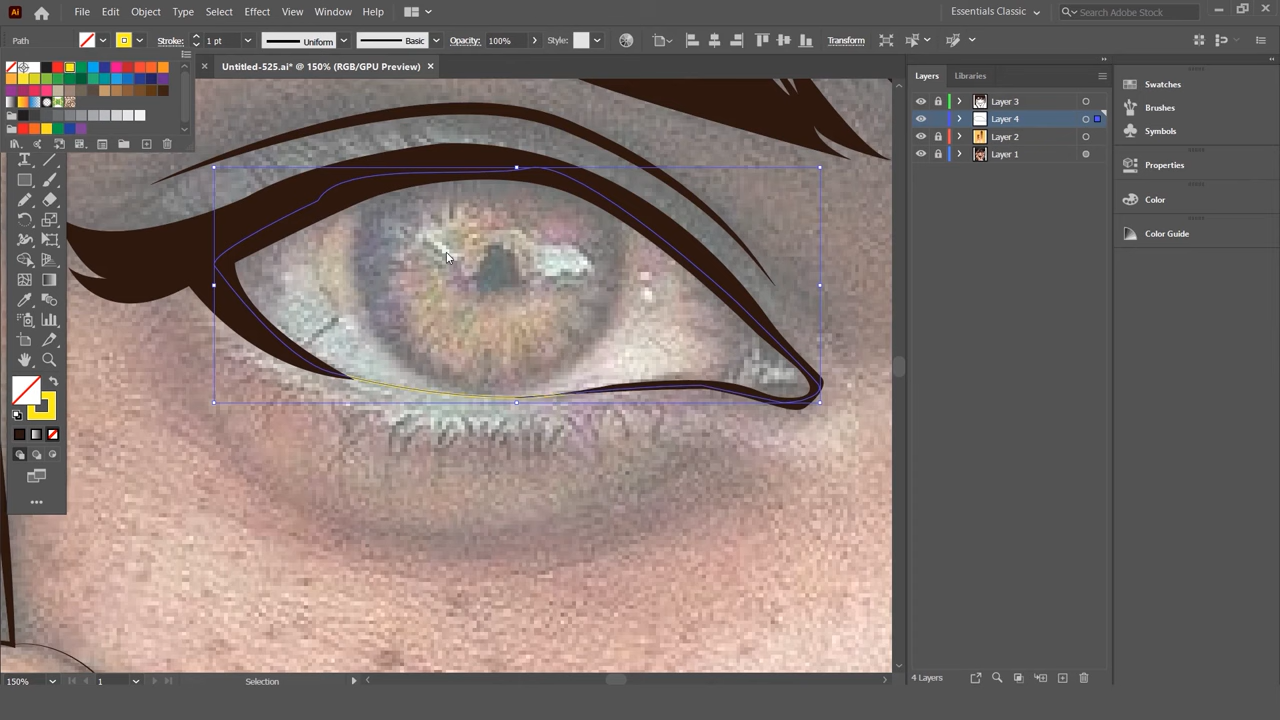 Ai File Edit Object Type Select Effect View Window Help Essentials Classic Search Adobe Stock
Path Stroke: 1 pt Uniform Basic Opacity: 100% Style: Transform
Untitled-525.ai* @ 150% (RGB/GPU Preview) ×
Layers Libraries
Layer 3
Layer 4
Layer 2
Layer 1
Swatches
Brushes
Symbols
Properties
Color
Color Guide
150% 1 Selection 4 Layers